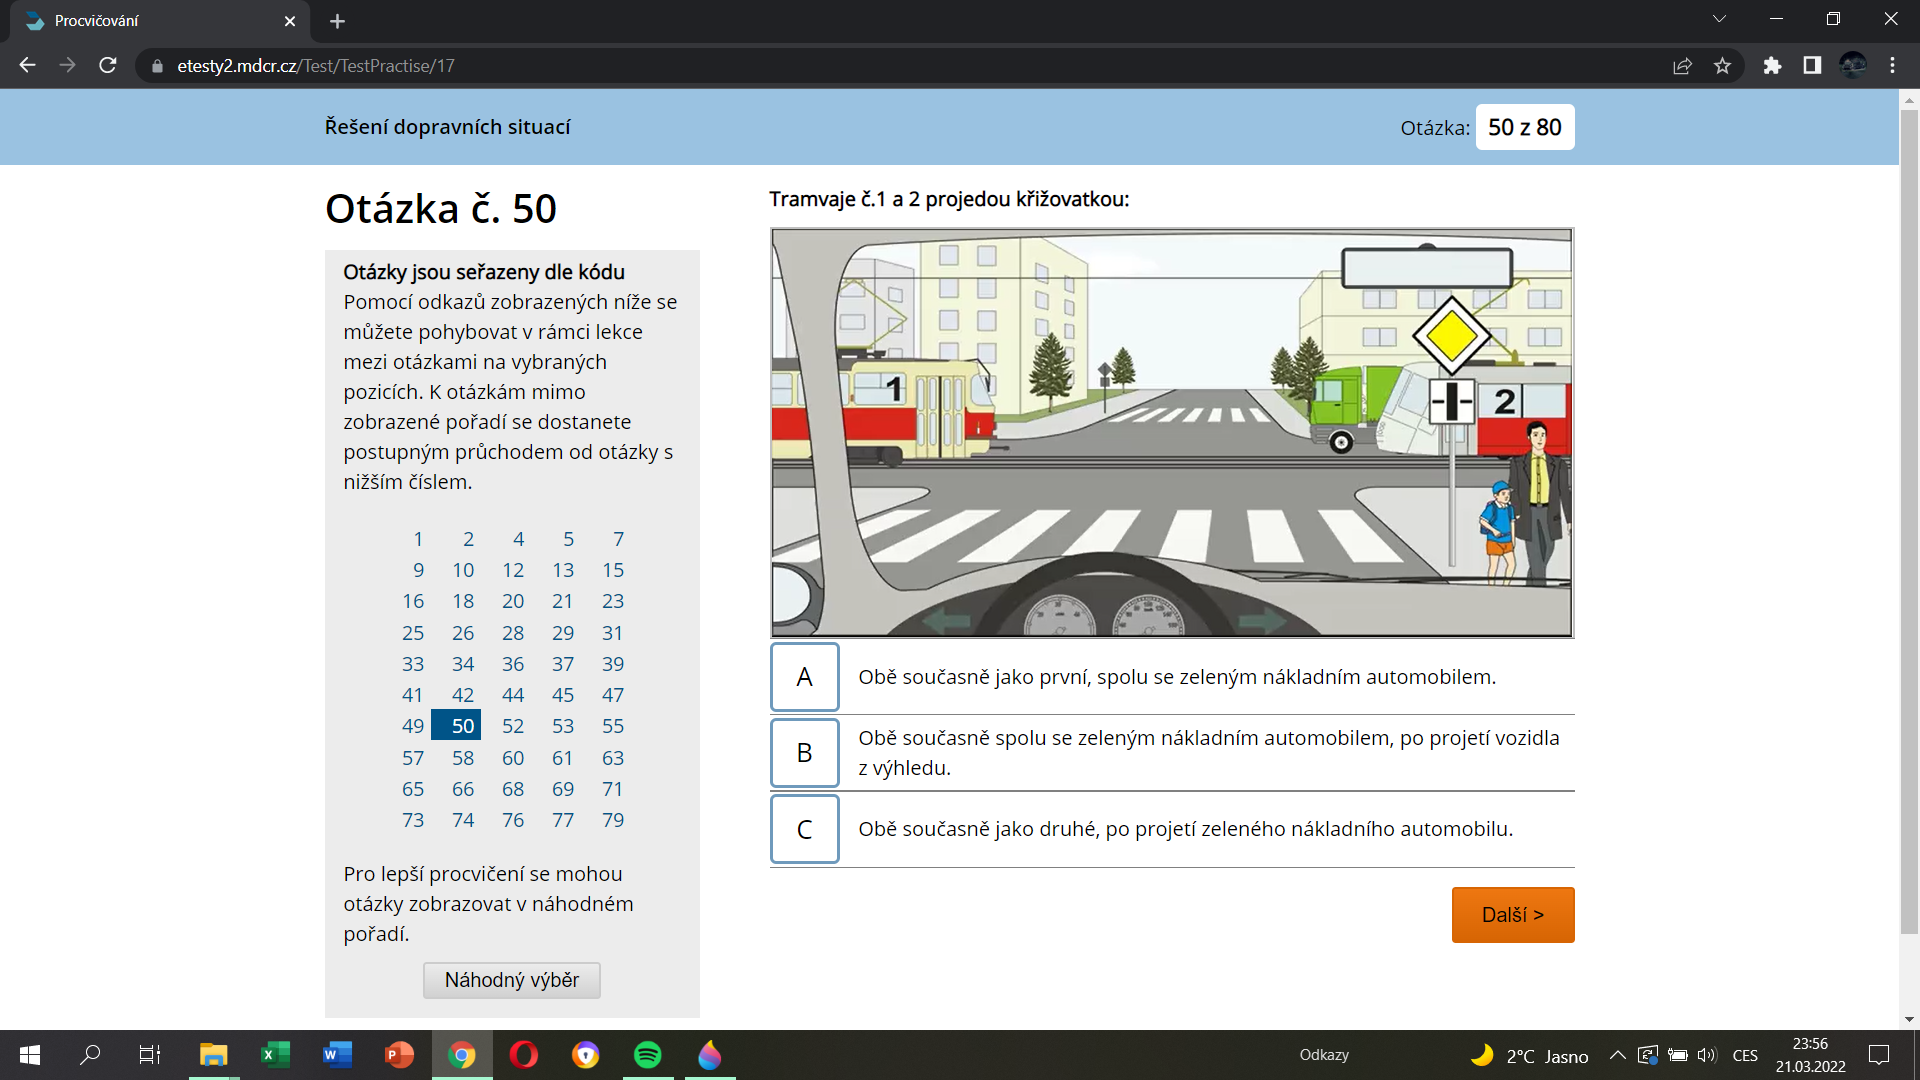 Procvičování
etesty2.mdcr.cz/Test/TestPractise/17
Řešení dopravních situací
Otázka: 50 z 80
Otázka č. 50
Otázky jsou seřazeny dle kódu
Pomocí odkazů zobrazených níže se
můžete pohybovat v rámci lekce
mezi otázkami na vybraných
pozicích. K otázkám mimo
zobrazené pořadí se dostanete
postupným průchodem od otázky s
nižším číslem.
1 2 4 5 7
9 10 12 13 15
16 18 20 21 23
25 26 28 29 31
33 34 36 37 39
41 42 44 45 47
49 50 52 53 55
57 58 60 61 63
65 66 68 69 71
73 74 76 77 79
Pro lepší procvičení se mohou
otázky zobrazovat v náhodném
pořadí.
Náhodný výběr
Tramvaje č.1 a 2 projedou křižovatkou:
1
2
A
Obě současně jako první, spolu se zeleným nákladním automobilem.
B
Obě současně spolu se zeleným nákladním automobilem, po projetí vozidla
z výhledu.
C
Obě současně jako druhé, po projetí zeleného nákladního automobilu.
Další >
Odkazy
2°C Jasno
CES
23:56
21.03.2022